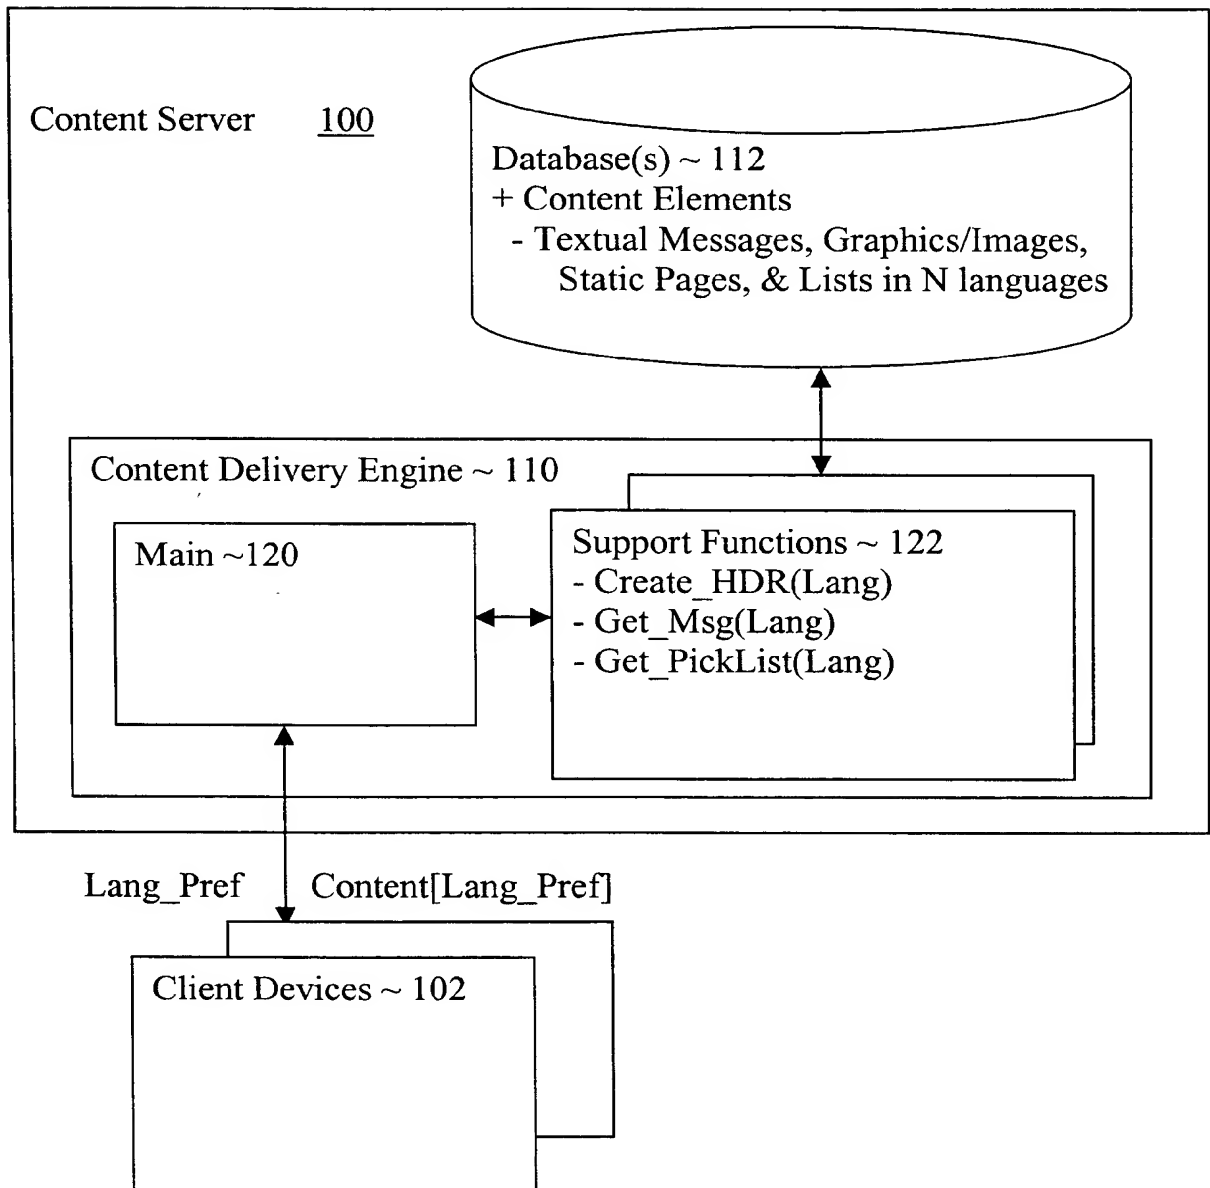 Content Server 100
Database(s) ~ 112
+ Content Elements
- Textual Messages, Graphics/Images,
Static Pages, & Lists in N languages
Content Delivery Engine ~ 110
Main ~120
Support Functions ~ 122
- Create_HDR(Lang)
- Get_Msg(Lang)
- Get_PickList(Lang)
Lang_Pref Content[Lang_Pref]
Client Devices ~ 102